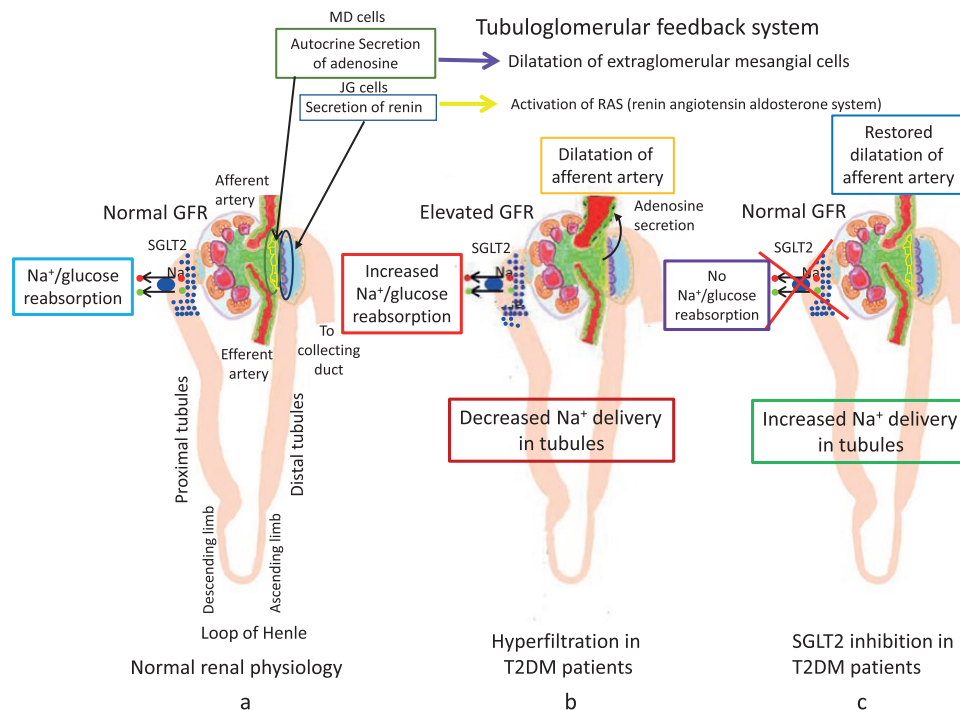 MD cells
Tubuloglomerular feedback system
Autocrine Secretion
of adenosine
Dilatation of extraglomerular mesangial cells
JG cells
Secretion of renin
Activation of RAS (renin angiotensin aldosterone system)
Afferent
artery
Normal GFR
SGLT2
Na
Na⁺/glucose
reabsorption
Efferent
artery
To
collecting
duct
Proximal tubules
Distal tubules
Descending limb
Ascending limb
Loop of Henle
Normal renal physiology
a
Dilatation of
afferent artery
Elevated GFR
Adenosine
secretion
SGLT2
Na
Increased
Na⁺/glucose
reabsorption
Decreased Na⁺ delivery
in tubules
Hyperfiltration in
T2DM patients
b
Restored
dilatation of
afferent artery
Normal GFR
SGLT2
Na
No
Na⁺/glucose
reabsorption
Increased Na⁺ delivery
in tubules
SGLT2 inhibition in
T2DM patients
c